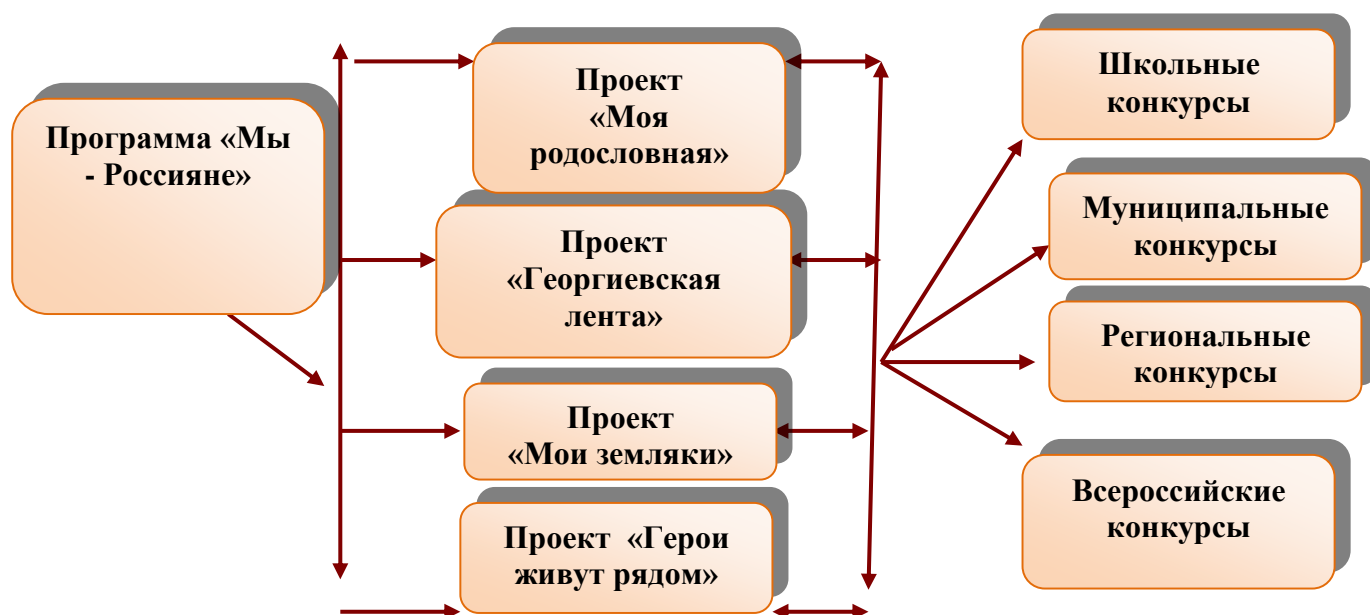 Программа «Мы
- Россияне»
Проект
«Моя
родословная»
Проект
«Георгиевская
лента»
Проект
«Мои земляки»
Проект «Герои
живут рядом»
Школьные
конкурсы
Муниципальные
конкурсы
Региональные
конкурсы
Всероссийские
конкурсы